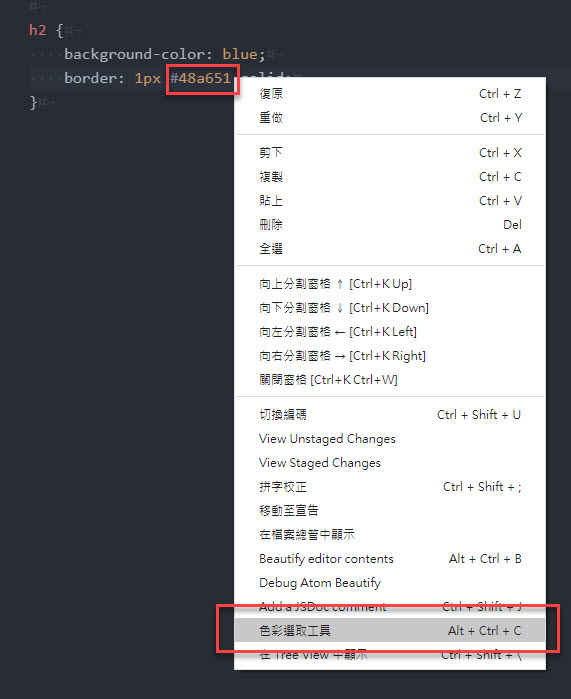 h2 {
background-color: blue;
border: 1px #48a651 solid;
}
復原 Ctrl + Z
重做 Ctrl + Y
剪下 Ctrl + X
複製 Ctrl + C
貼上 Ctrl + V
刪除 Del
全選 Ctrl + A
向上分割窗格 ↑ [Ctrl+K Up]
向下分割窗格 ↓ [Ctrl+K Down]
向左分割窗格 ← [Ctrl+K Left]
向右分割窗格 → [Ctrl+K Right]
關閉窗格 [Ctrl+K Ctrl+W]
切換編碼 Ctrl + Shift + U
View Unstaged Changes
View Staged Changes
拼字校正 Ctrl + Shift + ;
移動至宣告
在檔案總管中顯示
Beautify editor contents Alt + Ctrl + B
Debug Atom Beautify
Add a JSDoc comment Ctrl + Shift + J
色彩選取工具 Alt + Ctrl + C
在 Tree View 中顯示 Ctrl + Shift + \